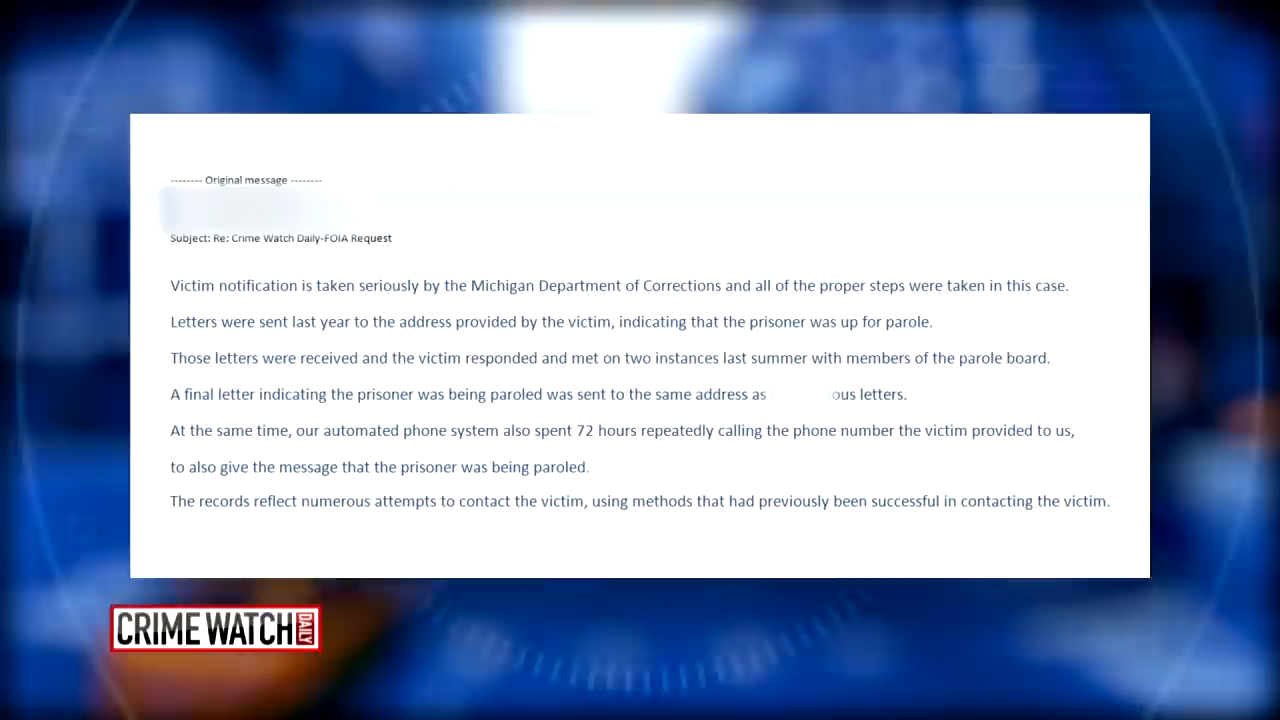 -------- Original message --------
Subject: Re: Crime Watch Daily-FOIA Request
Victim notification is taken seriously by the Michigan Department of Corrections and all of the proper steps were taken in this case.
Letters were sent last year to the address provided by the victim, indicating that the prisoner was up for parole.
Those letters were received and the victim responded and met on two instances last summer with members of the parole board.
A final letter indicating the prisoner was being paroled was sent to the same address as ous letters.
At the same time, our automated phone system also spent 72 hours repeatedly calling the phone number the victim provided to us,
to also give the message that the prisoner was being paroled.
The records reflect numerous attempts to contact the victim, using methods that had previously been successful in contacting the victim.
CRIME WATCH DAILY